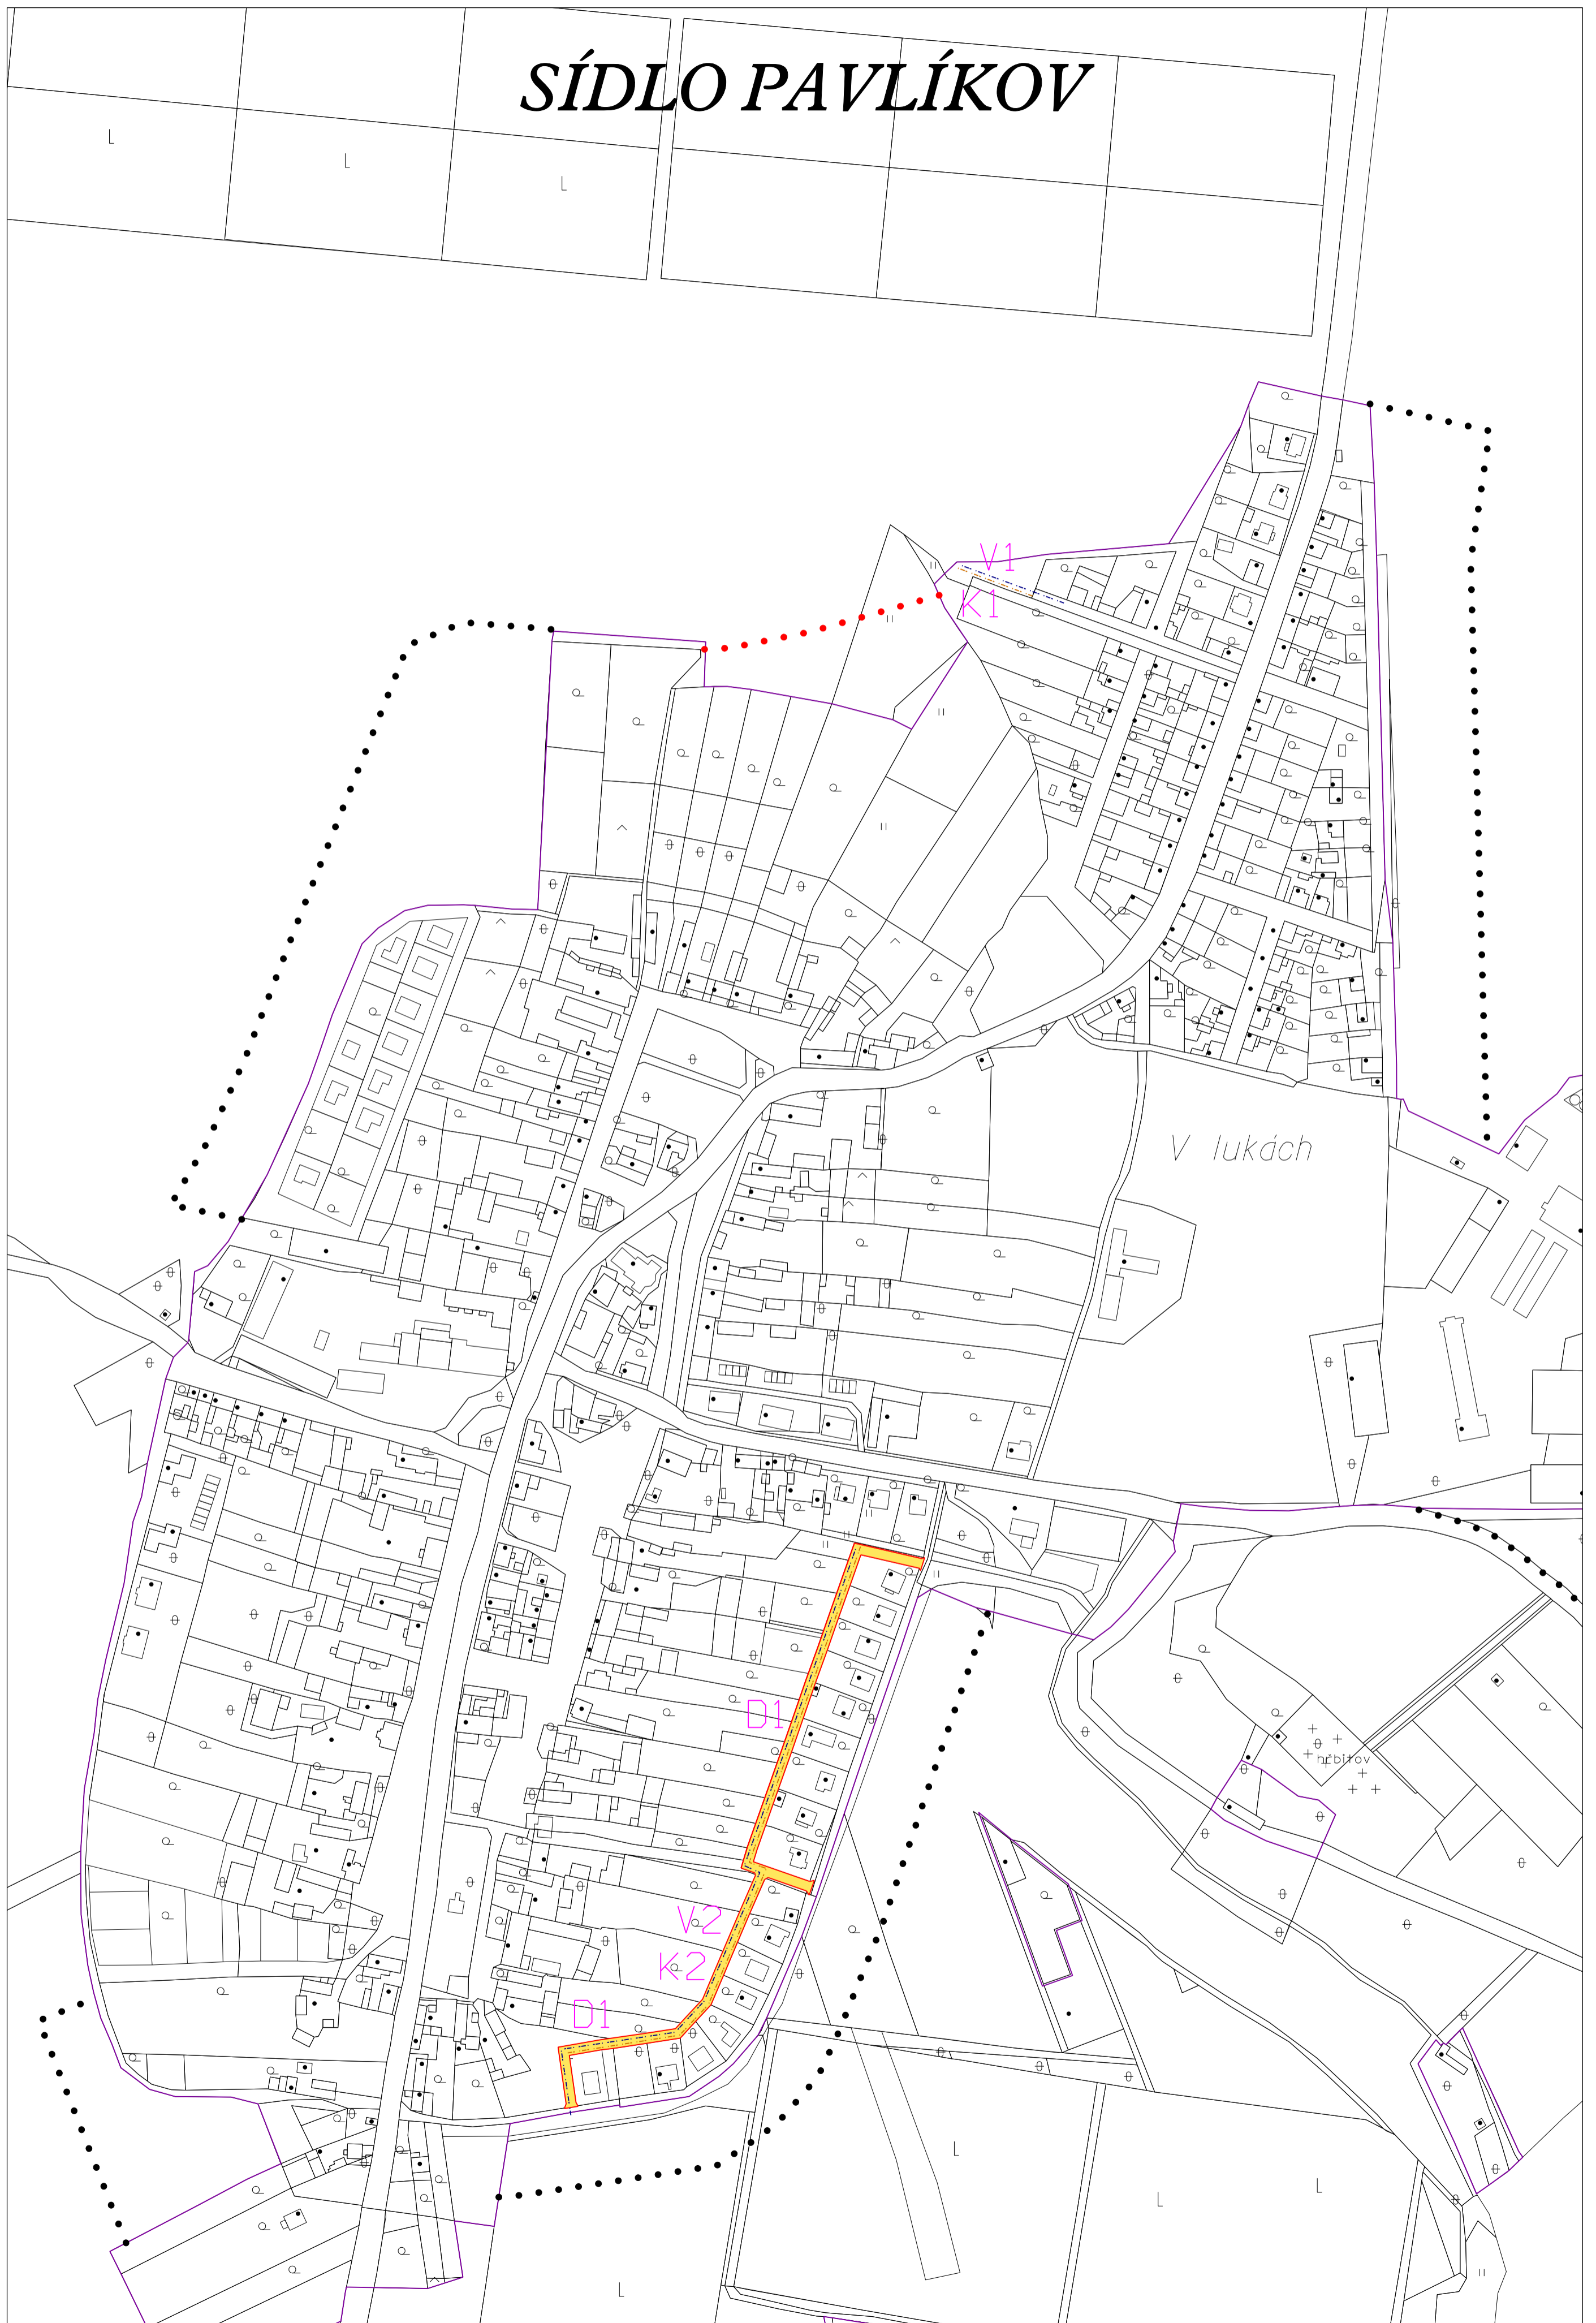 SÍDLO PAVLÍKOV
L
L
L
V1
K1
V lukách
D1
hřbitov
V2
K2
D1
L
L
L
L